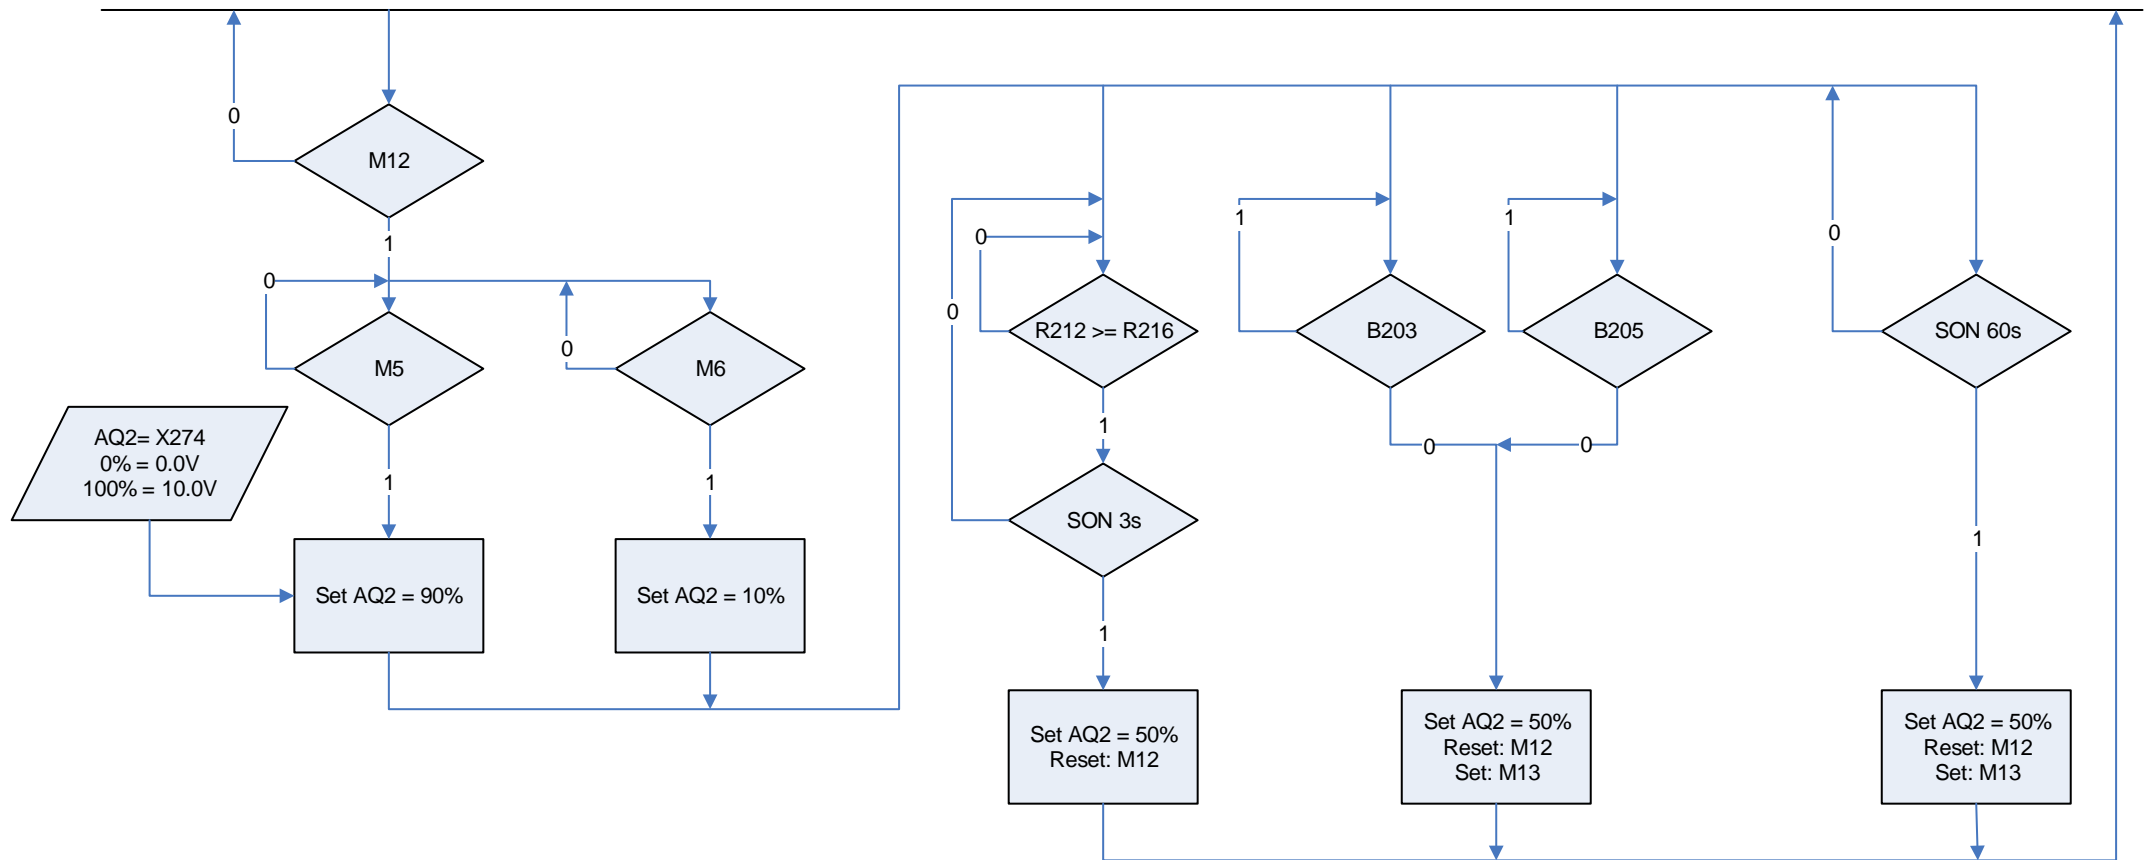 0
M12
1
0
M5
0
M6
AQ2= X274
0% = 0.0V
100% = 10.0V
1
1
Set AQ2 = 90%
Set AQ2 = 10%
0
0
R212 >= R216
1
SON 3s
1
Set AQ2 = 50%
Reset: M12
1
B203
0
1
B205
0
Set AQ2 = 50%
Reset: M12
Set: M13
0
SON 60s
1
Set AQ2 = 50%
Reset: M12
Set: M13